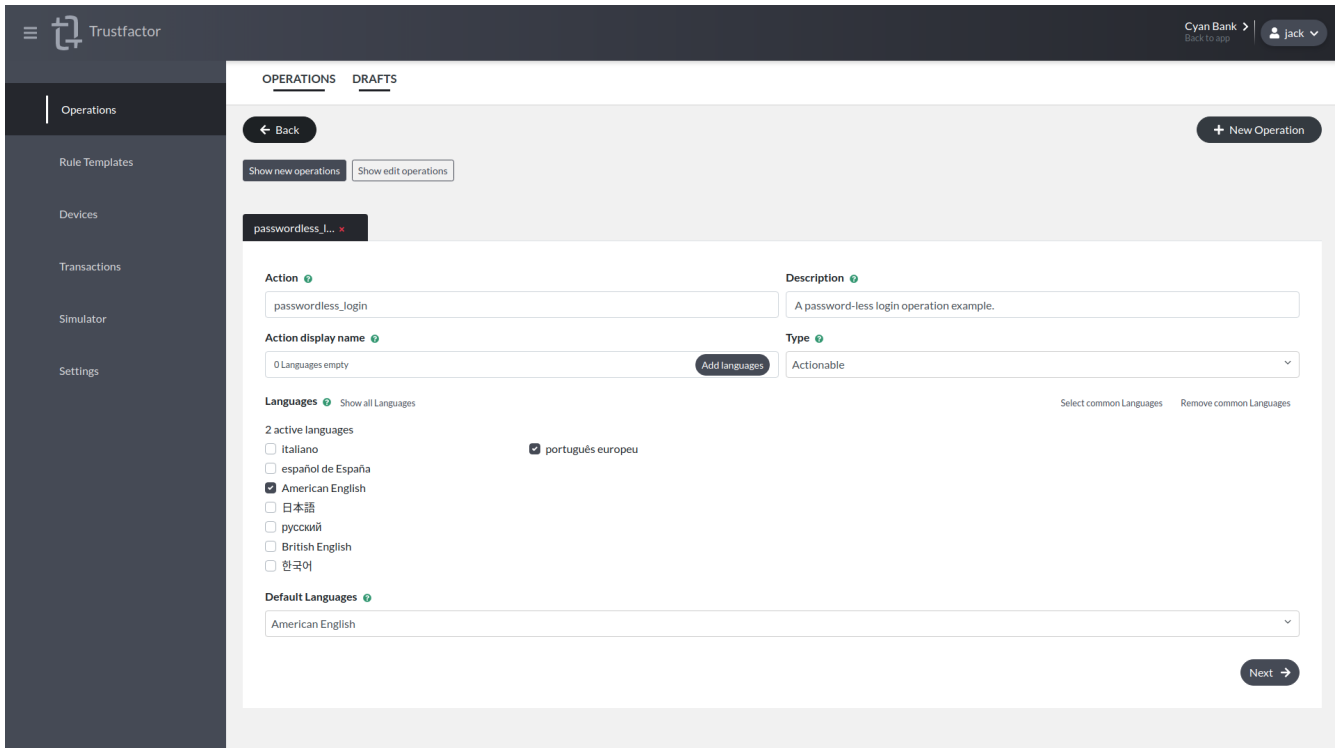 Trustfactor
Cyan Bank
Back to app
jack
Operations
Rule Templates
Devices
Transactions
Simulator
Settings
OPERATIONS DRAFTS
Back
New Operation
Show new operations Show edit operations
passwordless_l... ×
Action
passwordless_login
Description
A password-less login operation example.
Action display name
0 Languages empty
Add languages
Type
Actionable
Languages Show all Languages
Select common Languages Remove common Languages
2 active languages
italiano
español de España
American English
日本語
русский
British English
한국어
português europeu
Default Languages
American English
Next